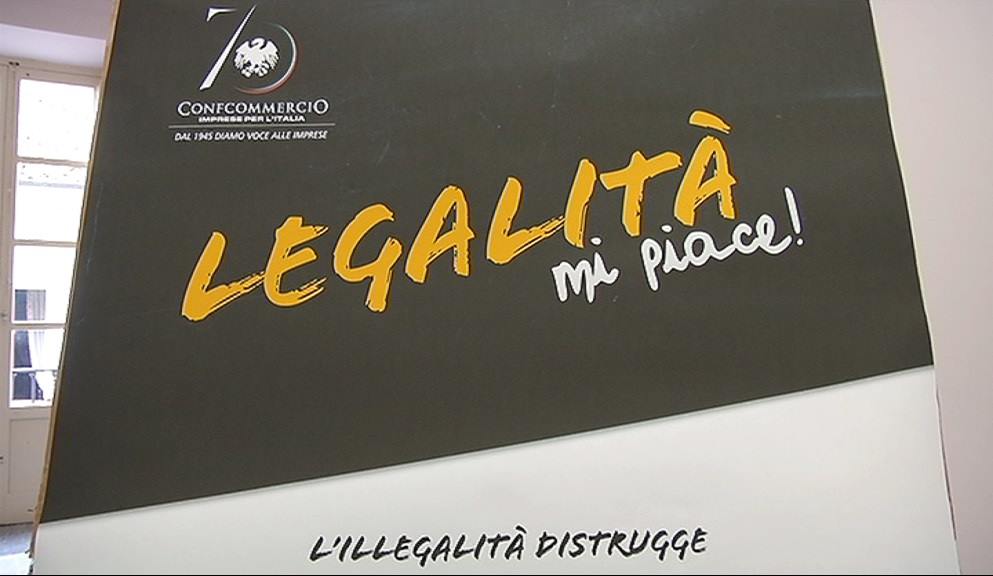 70
CONFCOMMERCIO
IMPRESE PER L'ITALIA
DAL 1945 DIAMO VOCE ALLE IMPRESE
LEGALITÀ
mi piace!
L'ILLEGALITÀ DISTRUGGE